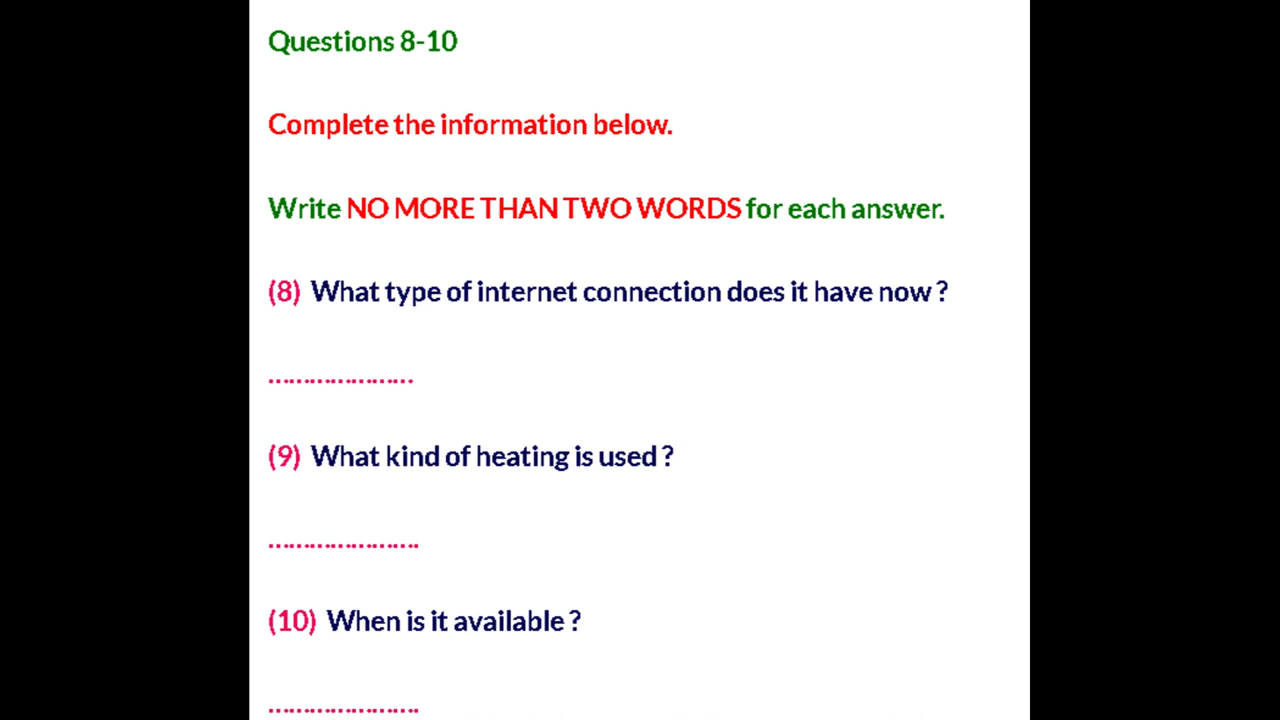 Questions 8-10
Complete the information below.
Write NO MORE THAN TWO WORDS for each answer.
(8) What type of internet connection does it have now ?
.....................
(9) What kind of heating is used ?
......................
(10) When is it available ?
......................